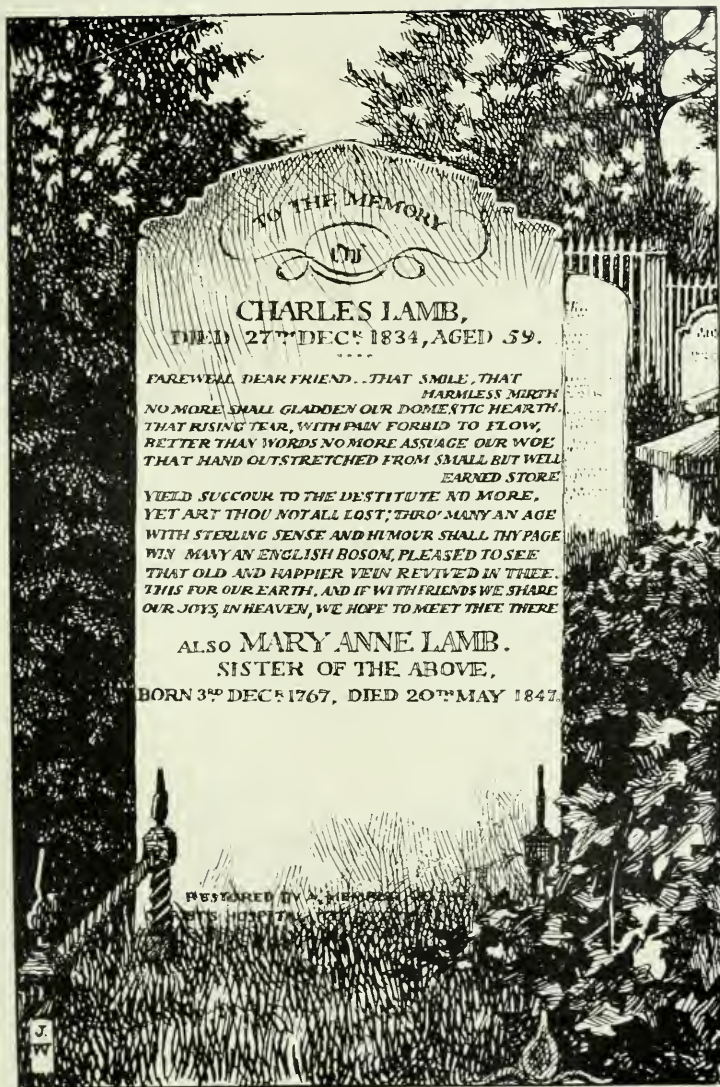 TO THE MEMORY
OF
CHARLES LAMB,
DIED 27TH DECR 1834, AGED 59.
FAREWELL DEAR FRIEND.. THAT SMILE, THAT
HARMLESS MIRTH
NO MORE SHALL GLADDEN OUR DOMESTIC HEARTH.
THAT RISING TEAR, WITH PAIN FORBID TO FLOW,
BETTER THAN WORDS NO MORE ASSUAGE OUR WOE
THAT HAND OUTSTRETCHED FROM SMALL BUT WELL
EARNED STORE
YIELD SUCCOUR TO THE DESTITUTE NO MORE.
YET ART THOU NOT ALL LOST; THRO' MANY AN AGE
WITH STERLING SENSE AND HUMOUR SHALL THY PAGE
WIN MANY AN ENGLISH BOSOM, PLEASED TO SEE
THAT OLD AND HAPPIER VEIN REVIVED IN THEE.
THIS FOR OUR EARTH, AND IF WITH FRIENDS WE SHARE
OUR JOYS, IN HEAVEN, WE HOPE TO MEET THEE THERE
ALSO MARY ANNE LAMB.
SISTER OF THE ABOVE,
BORN 3RD DECR 1767, DIED 20TH MAY 1847.
RESTORED BY A MEMBER
HOSPITAL
J.
W